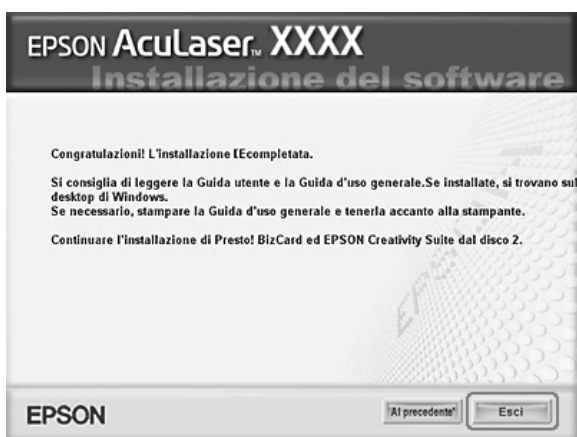 EPSON AcuLaser™ XXXX
Installazione del software
Congratulazioni! L'installazione [Ecompletata.
Si consiglia di leggere la Guida utente e la Guida d'uso generale.Se installate, si trovano sul
desktop di Windows.
Se necessario, stampare la Guida d'uso generale e tenerla accanto alla stampante.
Continuare l'installazione di Presto! BizCard ed EPSON Creativity Suite dal disco 2.
EPSON
EPSON
Al precedente'
Esci